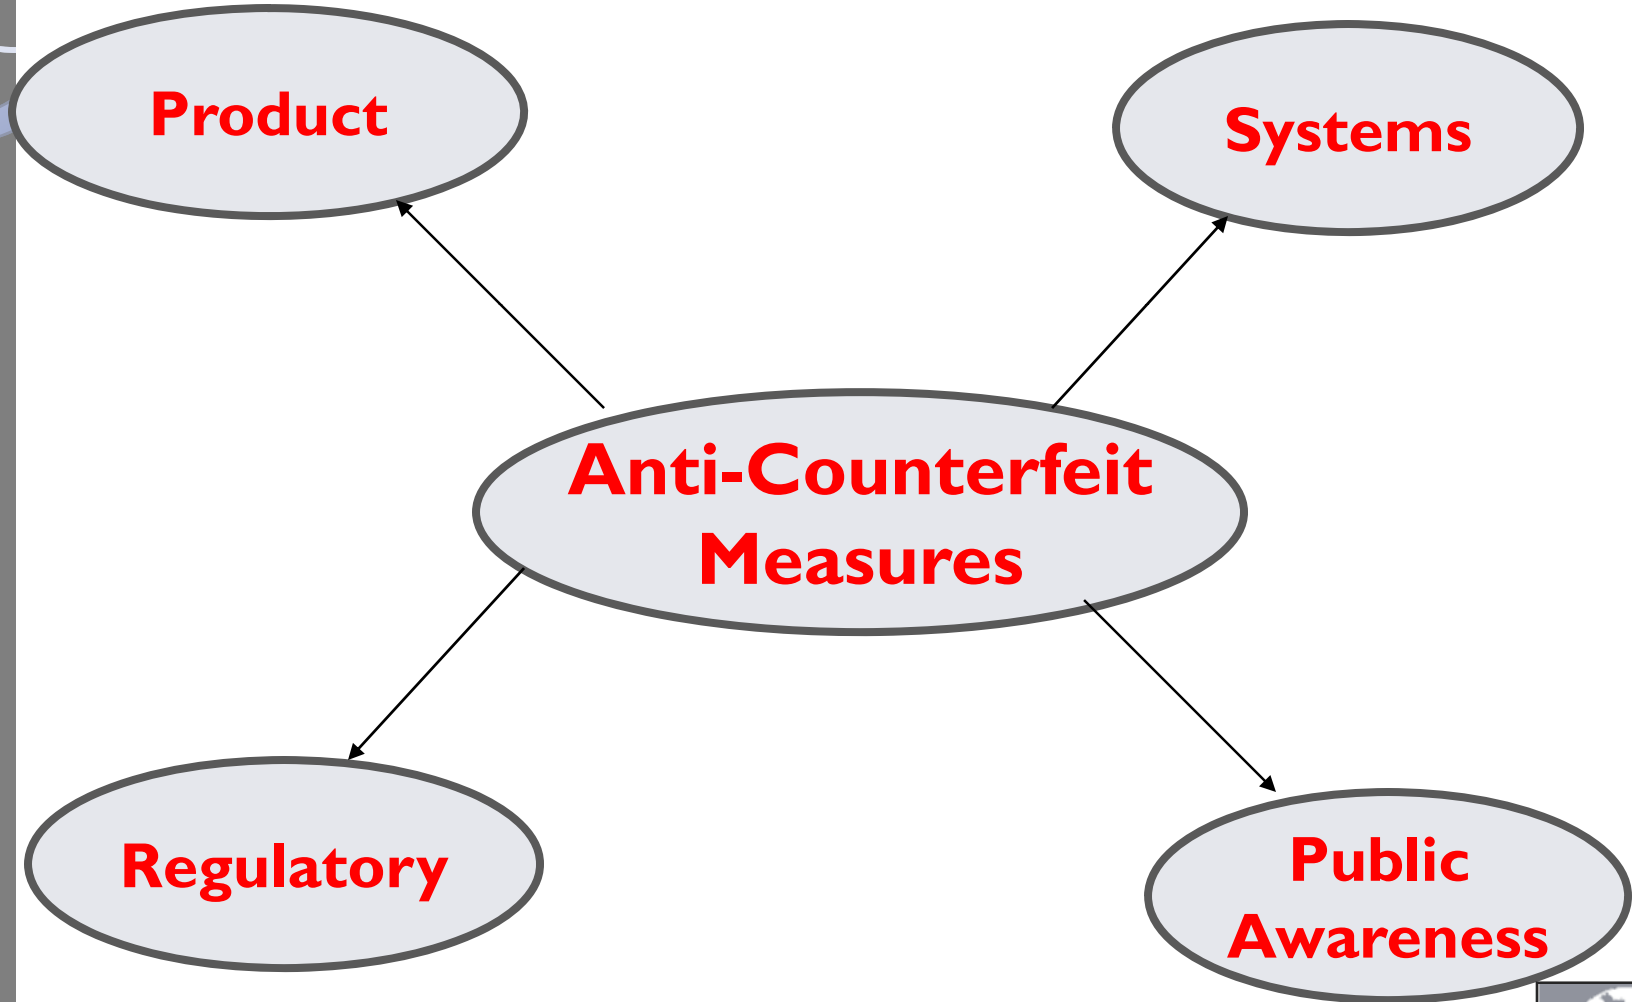 Product
Systems
Anti-Counterfeit
Measures
Regulatory
Public
Awareness